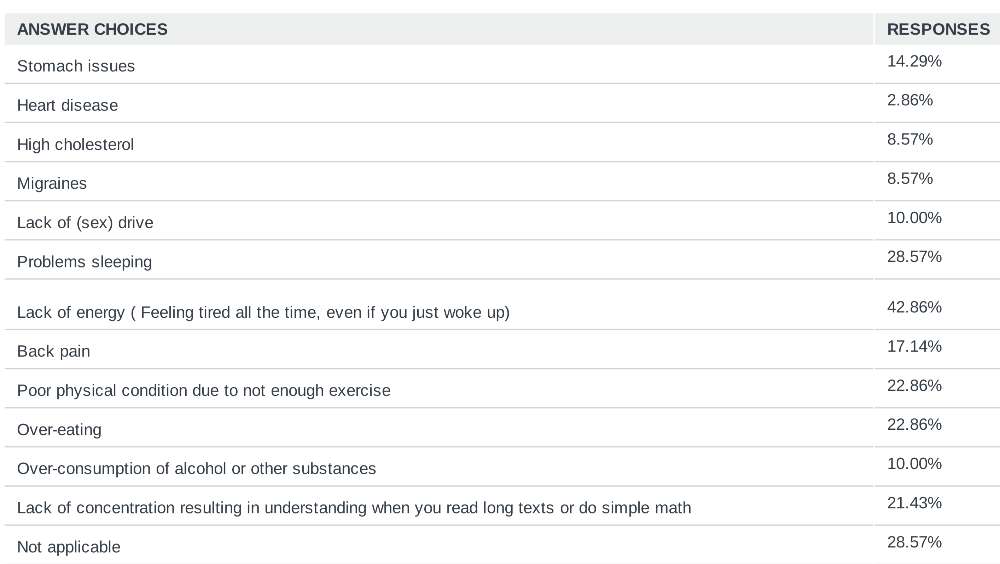 ANSWER CHOICES RESPONSES
Stomach issues 14.29%
Heart disease 2.86%
High cholesterol 8.57%
Migraines 8.57%
Lack of (sex) drive 10.00%
Problems sleeping 28.57%
Lack of energy ( Feeling tired all the time, even if you just woke up) 42.86%
Back pain 17.14%
Poor physical condition due to not enough exercise 22.86%
Over-eating 22.86%
Over-consumption of alcohol or other substances 10.00%
Lack of concentration resulting in understanding when you read long texts or do simple math 21.43%
Not applicable 28.57%